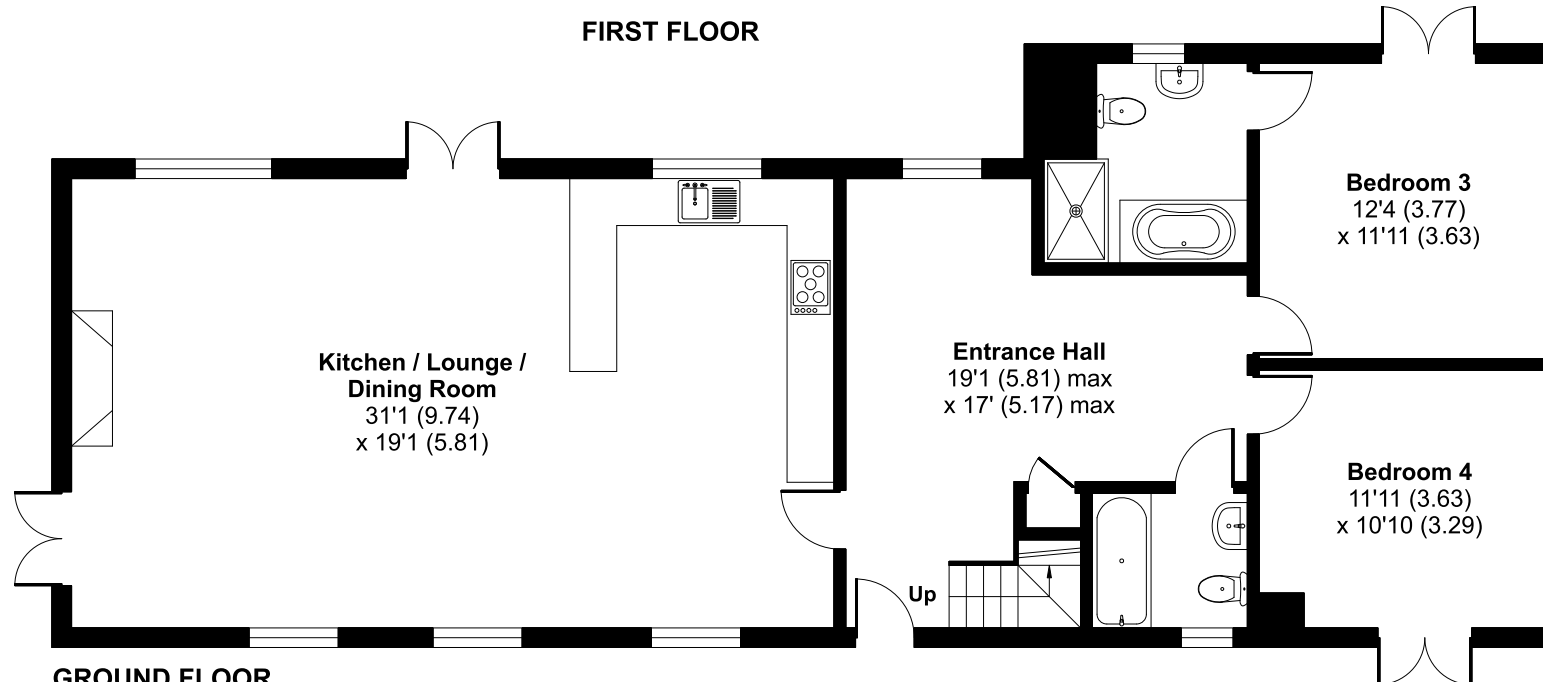 FIRST FLOOR
Bedroom 3
12'4 (3.77)
x 11'11 (3.63)
Kitchen / Lounge /
Dining Room
31'1 (9.74)
x 19'1 (5.81)
Entrance Hall
19'1 (5.81) max
x 17' (5.17) max
Bedroom 4
11'11 (3.63)
x 10'10 (3.29)
Up
GROUND FLOOR